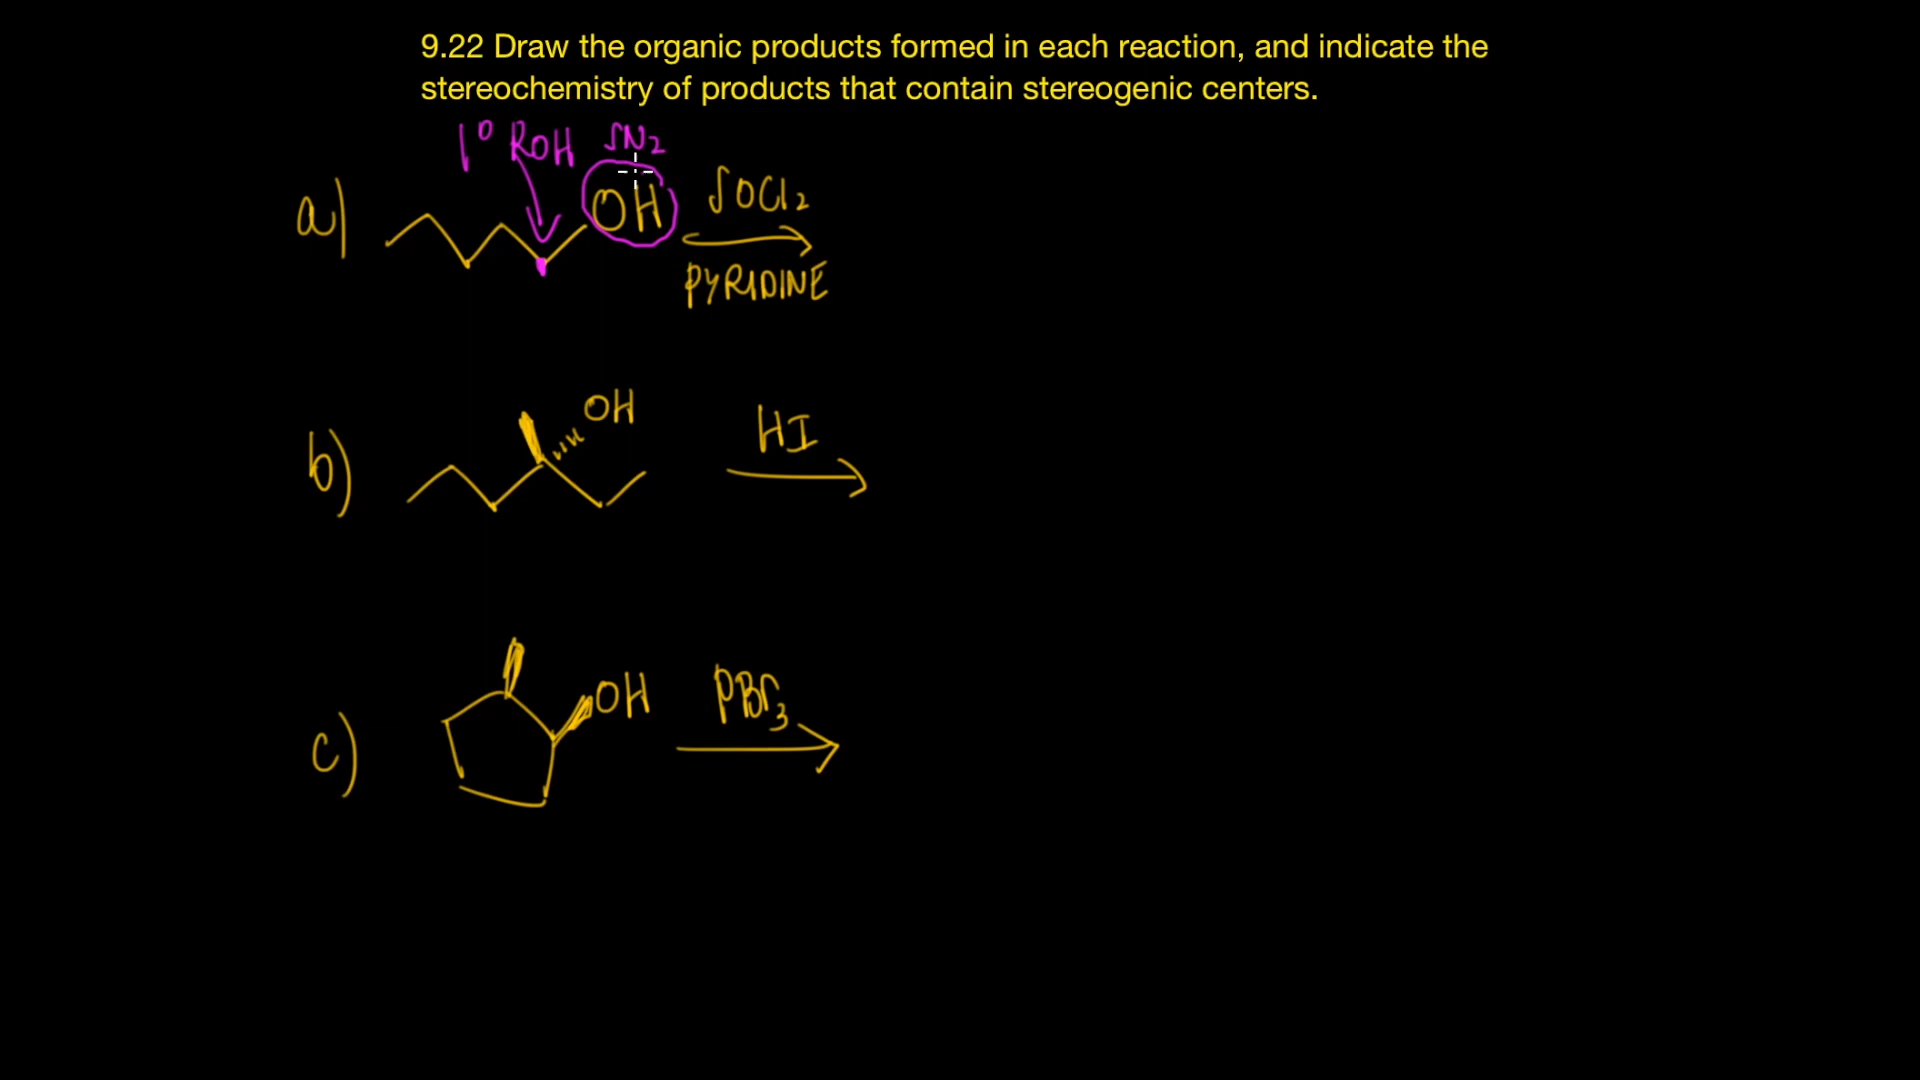 9.22 Draw the organic products formed in each reaction, and indicate the
stereochemistry of products that contain stereogenic centers.
1° ROH SN2
a) OH SOCl2
PYRIDINE
b) OH HI
c) OH PBr3